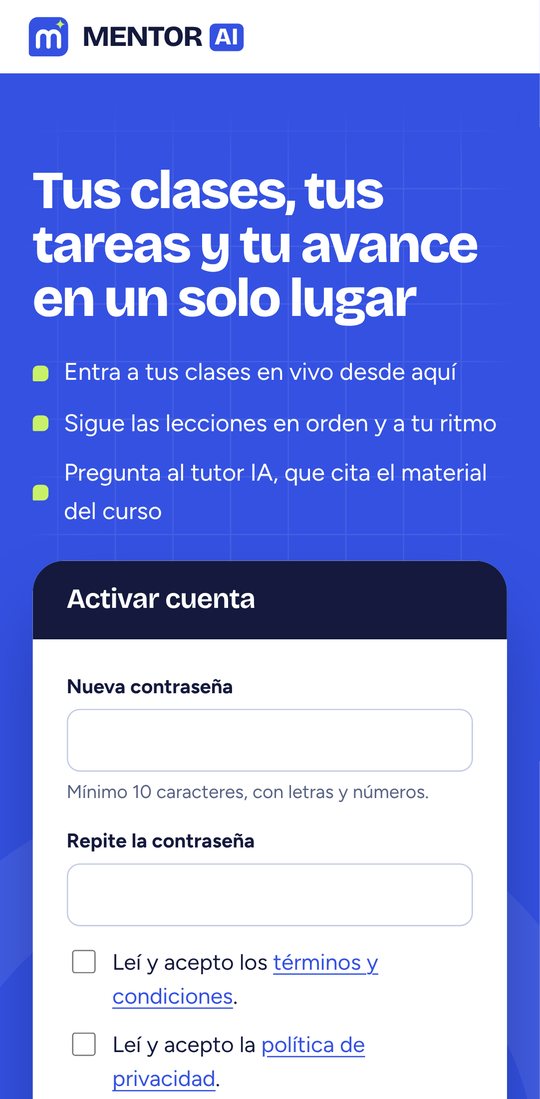 MENTOR AI
Tus clases, tus
tareas y tu avance
en un solo lugar
Entra a tus clases en vivo desde aquí
Sigue las lecciones en orden y a tu ritmo
Pregunta al tutor IA, que cita el material
del curso
Activar cuenta
Nueva contraseña
Mínimo 10 caracteres, con letras y números.
Repite la contraseña
Leí y acepto los términos y
condiciones.
Leí y acepto la política de
privacidad.